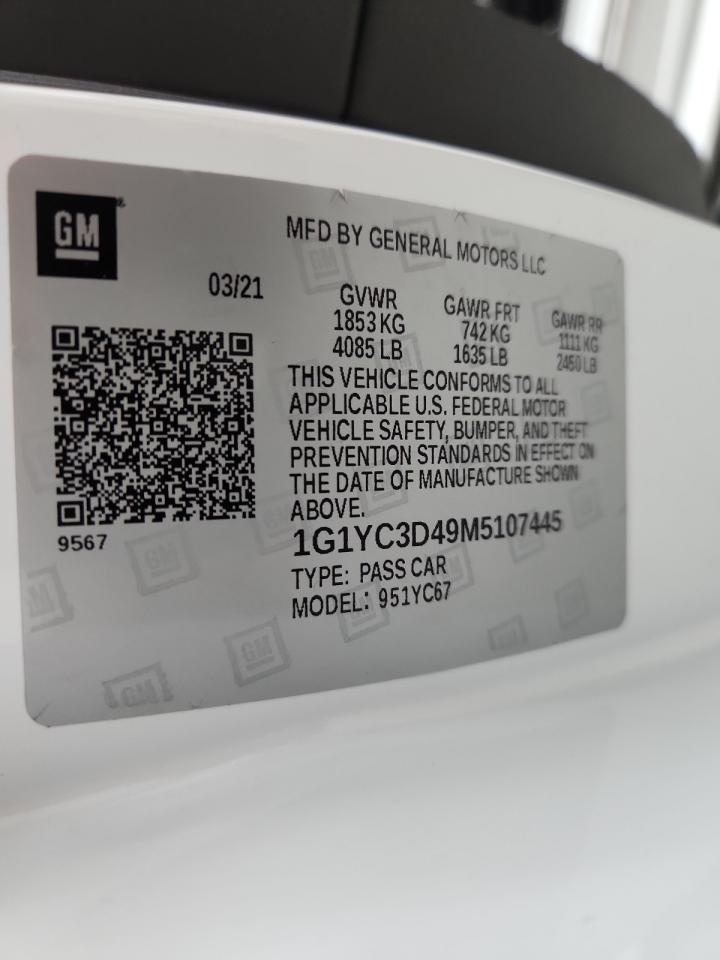 GM
MFD BY GENERAL MOTORS LLC
03/21
GVWR
1853 KG
4085 LB
GAWR FRT
742 KG
1635 LB
GAWR RR
1111 KG
2450 LB
THIS VEHICLE CONFORMS TO ALL
APPLICABLE U.S. FEDERAL MOTOR
VEHICLE SAFETY, BUMPER, AND THEFT
PREVENTION STANDARDS IN EFFECT ON
THE DATE OF MANUFACTURE SHOWN
ABOVE.
1G1YC3D49M5107445
TYPE: PASS CAR
MODEL: 951YC67
9567